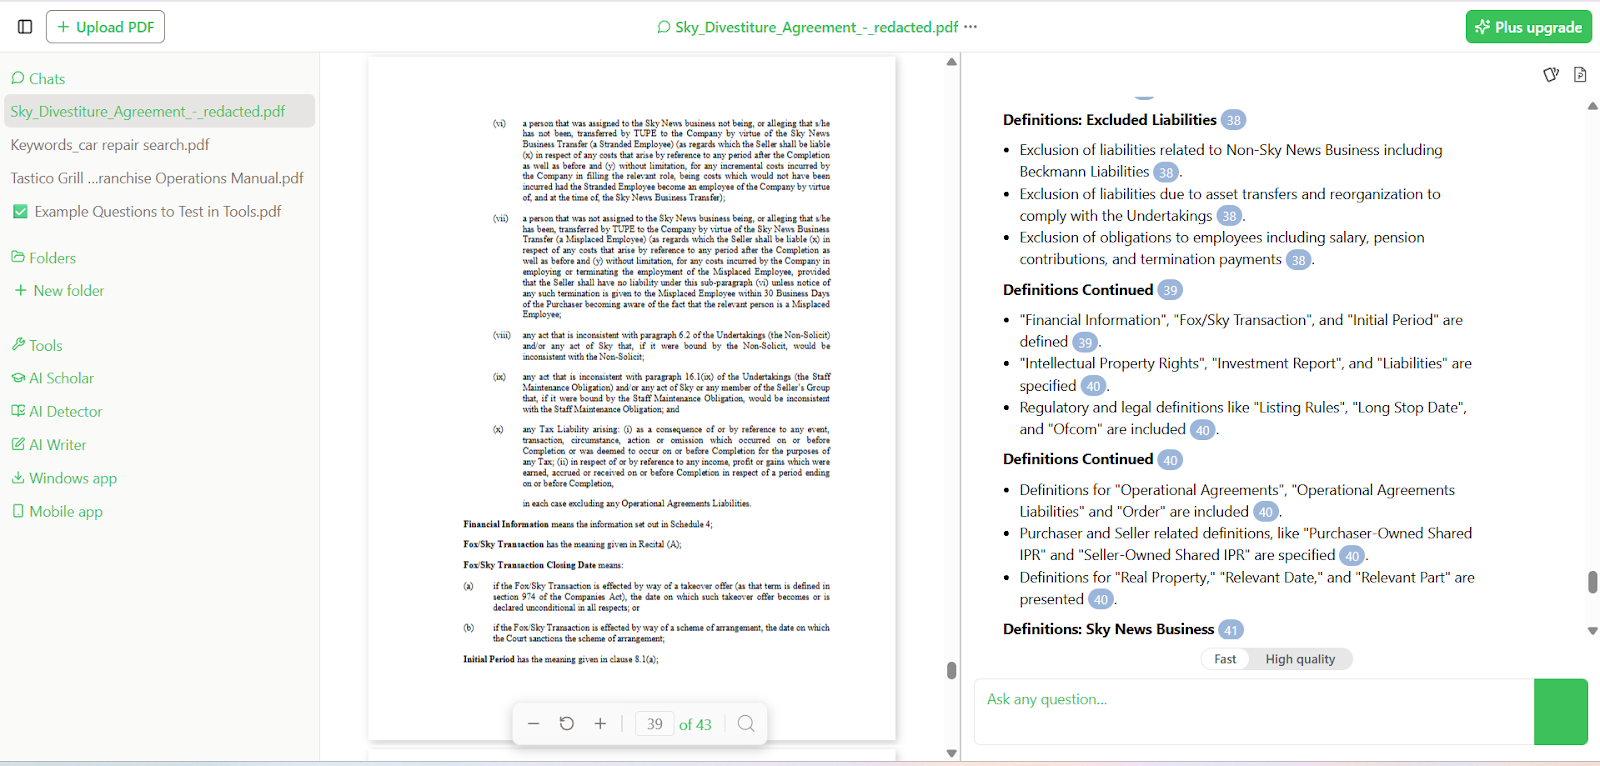 Upload PDF
Sky_Divestiture_Agreement_-_redacted.pdf
Plus upgrade
Chats
Sky_Divestiture_Agreement_-_redacted.pdf
Keywords_car repair search.pdf
Tastico Grill ...ranchise Operations Manual.pdf
Example Questions to Test in Tools.pdf
Folders
New folder
Tools
AI Scholar
AI Detector
AI Writer
Windows app
Mobile app
(vi) a person that was assigned to the Sky News business not being, or alleging that s/he
has not been, transferred by TUPE to the Company by virtue of the Sky News
Business Transfer (a Stranded Employee) (as regards which the Seller shall be liable
(x) in respect of any costs that arise by reference to any period after the Completion
as well as before and (y) without limitation, for any incremental costs incurred by
the Company in filling the relevant role, being costs which would not have been
incurred had the Stranded Employee become an employee of the Company by virtue
of, and at the time of, the Sky News Business Transfer);
(vii) a person that was not assigned to the Sky News business being, or alleging that s/he
has been, transferred by TUPE to the Company by virtue of the Sky News Business
Transfer (a Misplaced Employee) (as regards which the Seller shall be liable (x) in
respect of any costs that arise by reference to any period after the Completion as
well as before and (y) without limitation, for any costs incurred by the Company in
employing or terminating the employment of the Misplaced Employee, provided
that the Seller shall have no liability under this sub-paragraph (vi) unless notice of
any such termination is given to the Misplaced Employee within 30 Business Days
of the Purchaser becoming aware of the fact that the relevant person is a Misplaced
Employee;
(viii) any act that is inconsistent with paragraph 6.2 of the Undertakings (the Non-Solicit)
and/or any act of Sky that, if it were bound by the Non-Solicit, would be
inconsistent with the Non-Solicit;
(ix) any act that is inconsistent with paragraph 16.1(ix) of the Undertakings (the Staff
Maintenance Obligation) and/or any act of Sky or any member of the Seller's Group
that, if it were bound by the Staff Maintenance Obligation, would be inconsistent
with the Staff Maintenance Obligation; and
(x) any Tax Liability arising: (i) as a consequence of or by reference to any event,
transaction, circumstance, action or omission which occurred on or before
Completion or was deemed to occur on or before Completion for the purposes of
any Tax; (ii) in respect of or by reference to any income, profit or gains which were
earned, accrued or received on or before Completion in respect of a period ending
on or before Completion,
in each case excluding any Operational Agreements Liabilities.
Financial Information means the information set out in Schedule 4;
Fox/Sky Transaction has the meaning given in Recital (A);
Fox/Sky Transaction Closing Date means:
(a) if the Fox/Sky Transaction is effected by way of a takeover offer (as that term is defined in
section 974 of the Companies Act), the date on which such takeover offer becomes or is
declared unconditional in all respects; or
(b) if the Fox/Sky Transaction is effected by way of a scheme of arrangement, the date on which
the Court sanctions the scheme of arrangement;
Initial Period has the meaning given in clause 8.1(a);
39 of 43
Definitions: Excluded Liabilities 38
• Exclusion of liabilities related to Non-Sky News Business including
Beckmann Liabilities 38.
• Exclusion of liabilities due to asset transfers and reorganization to
comply with the Undertakings 38.
• Exclusion of obligations to employees including salary, pension
contributions, and termination payments 38.
Definitions Continued 39
• "Financial Information", "Fox/Sky Transaction", and "Initial Period" are
defined 39.
• "Intellectual Property Rights", "Investment Report", and "Liabilities" are
specified 40.
• Regulatory and legal definitions like "Listing Rules", "Long Stop Date",
and "Ofcom" are included 40.
Definitions Continued 40
• Definitions for "Operational Agreements", "Operational Agreements
Liabilities" and "Order" are included 40.
• Purchaser and Seller related definitions, like "Purchaser-Owned Shared
IPR" and "Seller-Owned Shared IPR" are specified 40.
• Definitions for "Real Property," "Relevant Date," and "Relevant Part" are
presented 40.
Definitions: Sky News Business 41
Fast High quality
Ask any question...